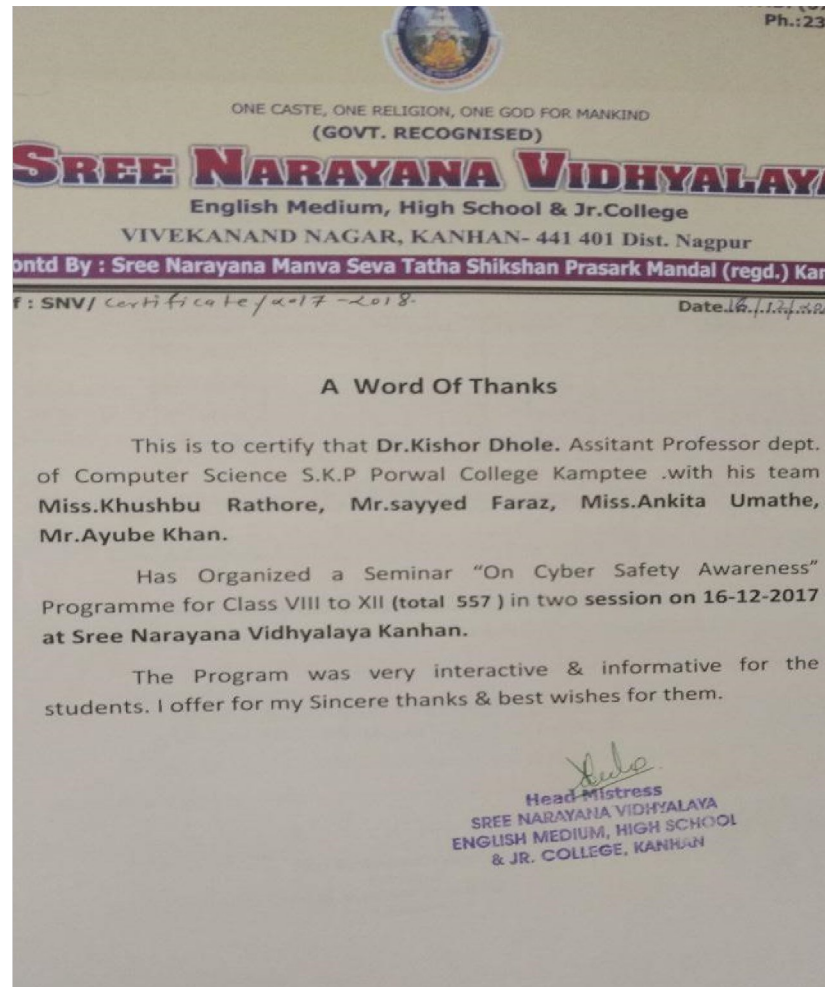 Ph.:23
ONE CASTE, ONE RELIGION, ONE GOD FOR MANKIND
(GOVT. RECOGNISED)
SREE NARAYANA VIDHYALAYA
English Medium, High School & Jr.College
VIVEKANAND NAGAR, KANHAN- 441 401 Dist. Nagpur
ontd By : Sree Narayana Manva Seva Tatha Shikshan Prasark Mandal (regd.) Kan
f : SNV/ Certificate/2017-2018. Date.16/12/20
A Word Of Thanks
This is to certify that Dr.Kishor Dhole. Assitant Professor dept.
of Computer Science S.K.P Porwal College Kamptee .with his team
Miss.Khushbu Rathore, Mr.sayyed Faraz, Miss.Ankita Umathe,
Mr.Ayube Khan.
Has Organized a Seminar “On Cyber Safety Awareness”
Programme for Class VIII to XII (total 557 ) in two session on 16-12-2017
at Sree Narayana Vidhyalaya Kanhan.
The Program was very interactive & informative for the
students. I offer for my Sincere thanks & best wishes for them.
Head Mistress
SREE NARAYANA VIDHYALAYA
ENGLISH MEDIUM, HIGH SCHOOL
& JR. COLLEGE, KANHAN